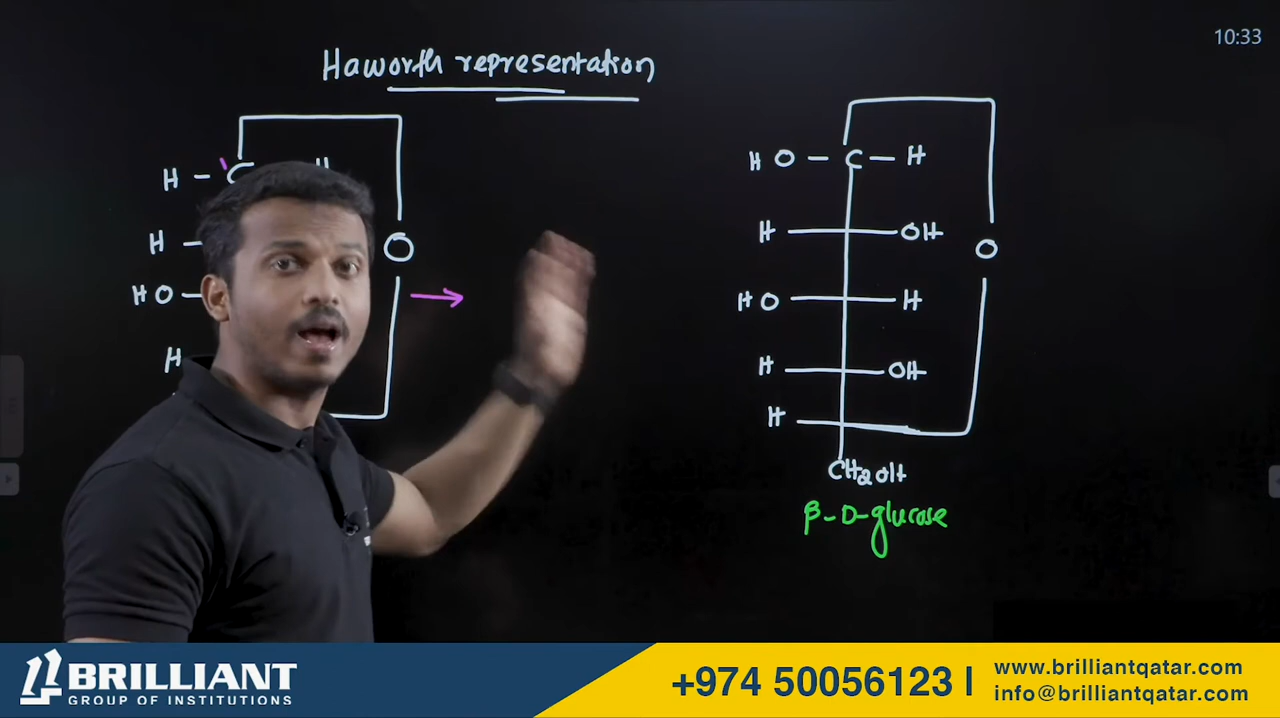 10:33
Haworth representation
H – C H
H –
HO –
H
O
HO – C – H
H OH
O
HO H
H OH
H
CH2OH
β-D-glucose
BRILLIANT
GROUP OF INSTITUTIONS
+974 50056123 |
www.brilliantqatar.com
info@brilliantqatar.com